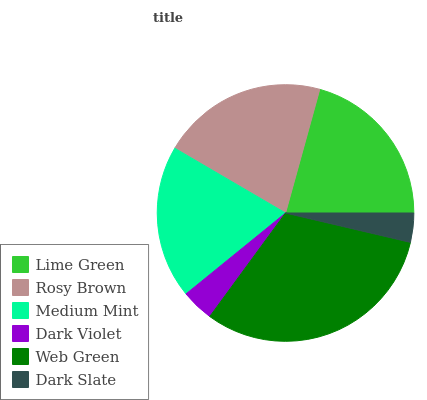 title
Lime Green
Rosy Brown
Medium Mint
Dark Violet
Web Green
Dark Slate